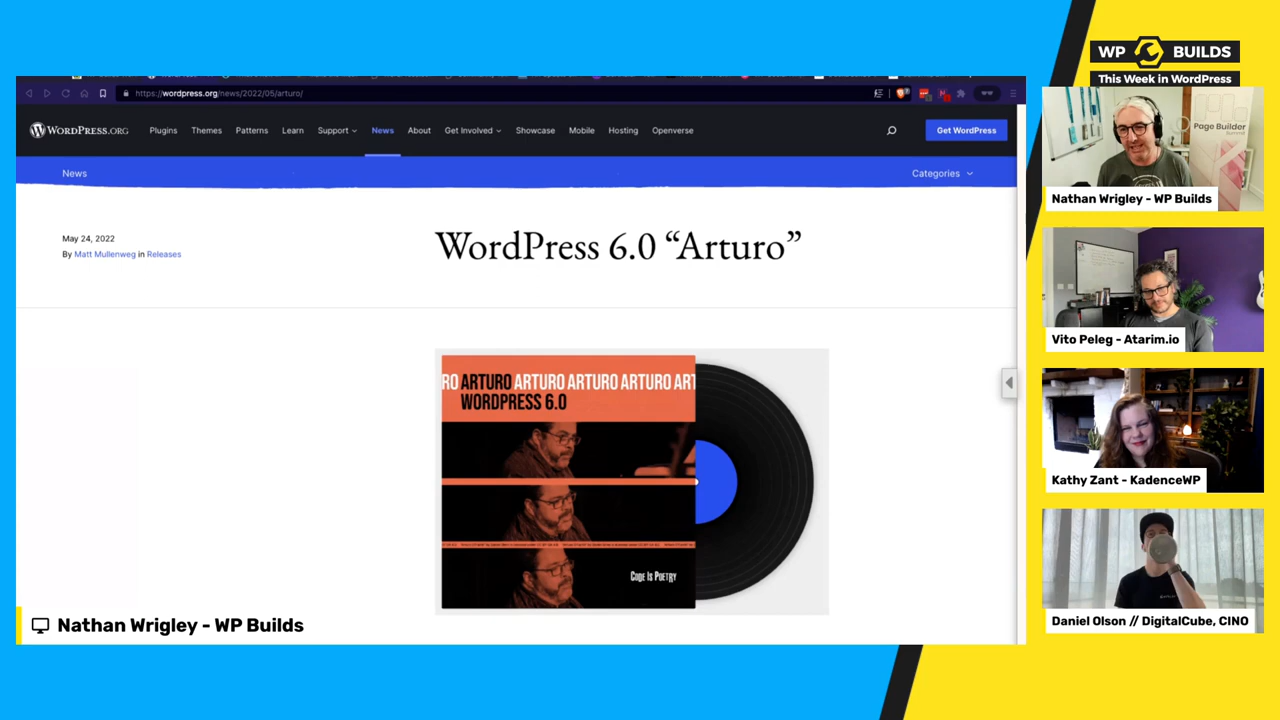 https://wordpress.org/news/2022/05/arturo/
WORDPRESS.ORG
Plugins
Themes
Patterns
Learn
Support
News
About
Get Involved
Showcase
Mobile
Hosting
Openverse
Get WordPress
News
Categories
May 24, 2022
By Matt Mullenweg in Releases
WordPress 6.0 “Arturo”
RO ARTURO ARTURO ARTURO ARTURO ART
WORDPRESS 6.0
CODE IS POETRY
Nathan Wrigley - WP Builds
WP BUILDS
This Week in WordPress
Page Builder
Summit
Nathan Wrigley - WP Builds
Vito Peleg - Atarim.io
Kathy Zant - KadenceWP
Daniel Olson // DigitalCube, CINO